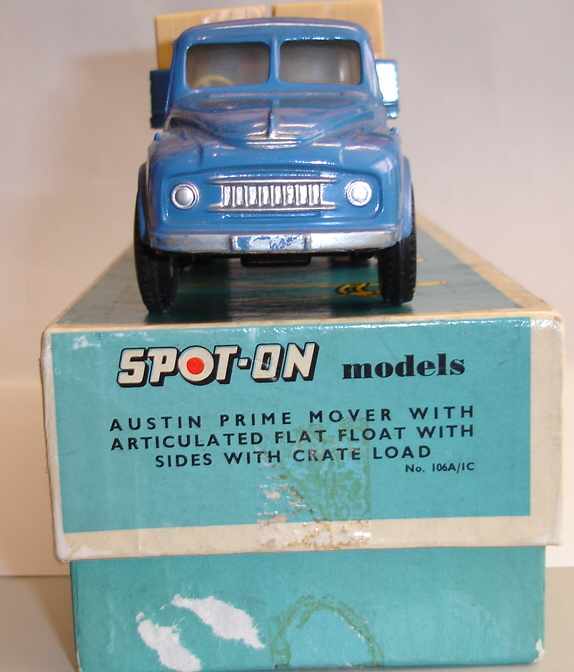 SPOT-ON models
AUSTIN PRIME MOVER WITH
ARTICULATED FLAT FLOAT WITH
SIDES WITH CRATE LOAD
No. 106A/1C